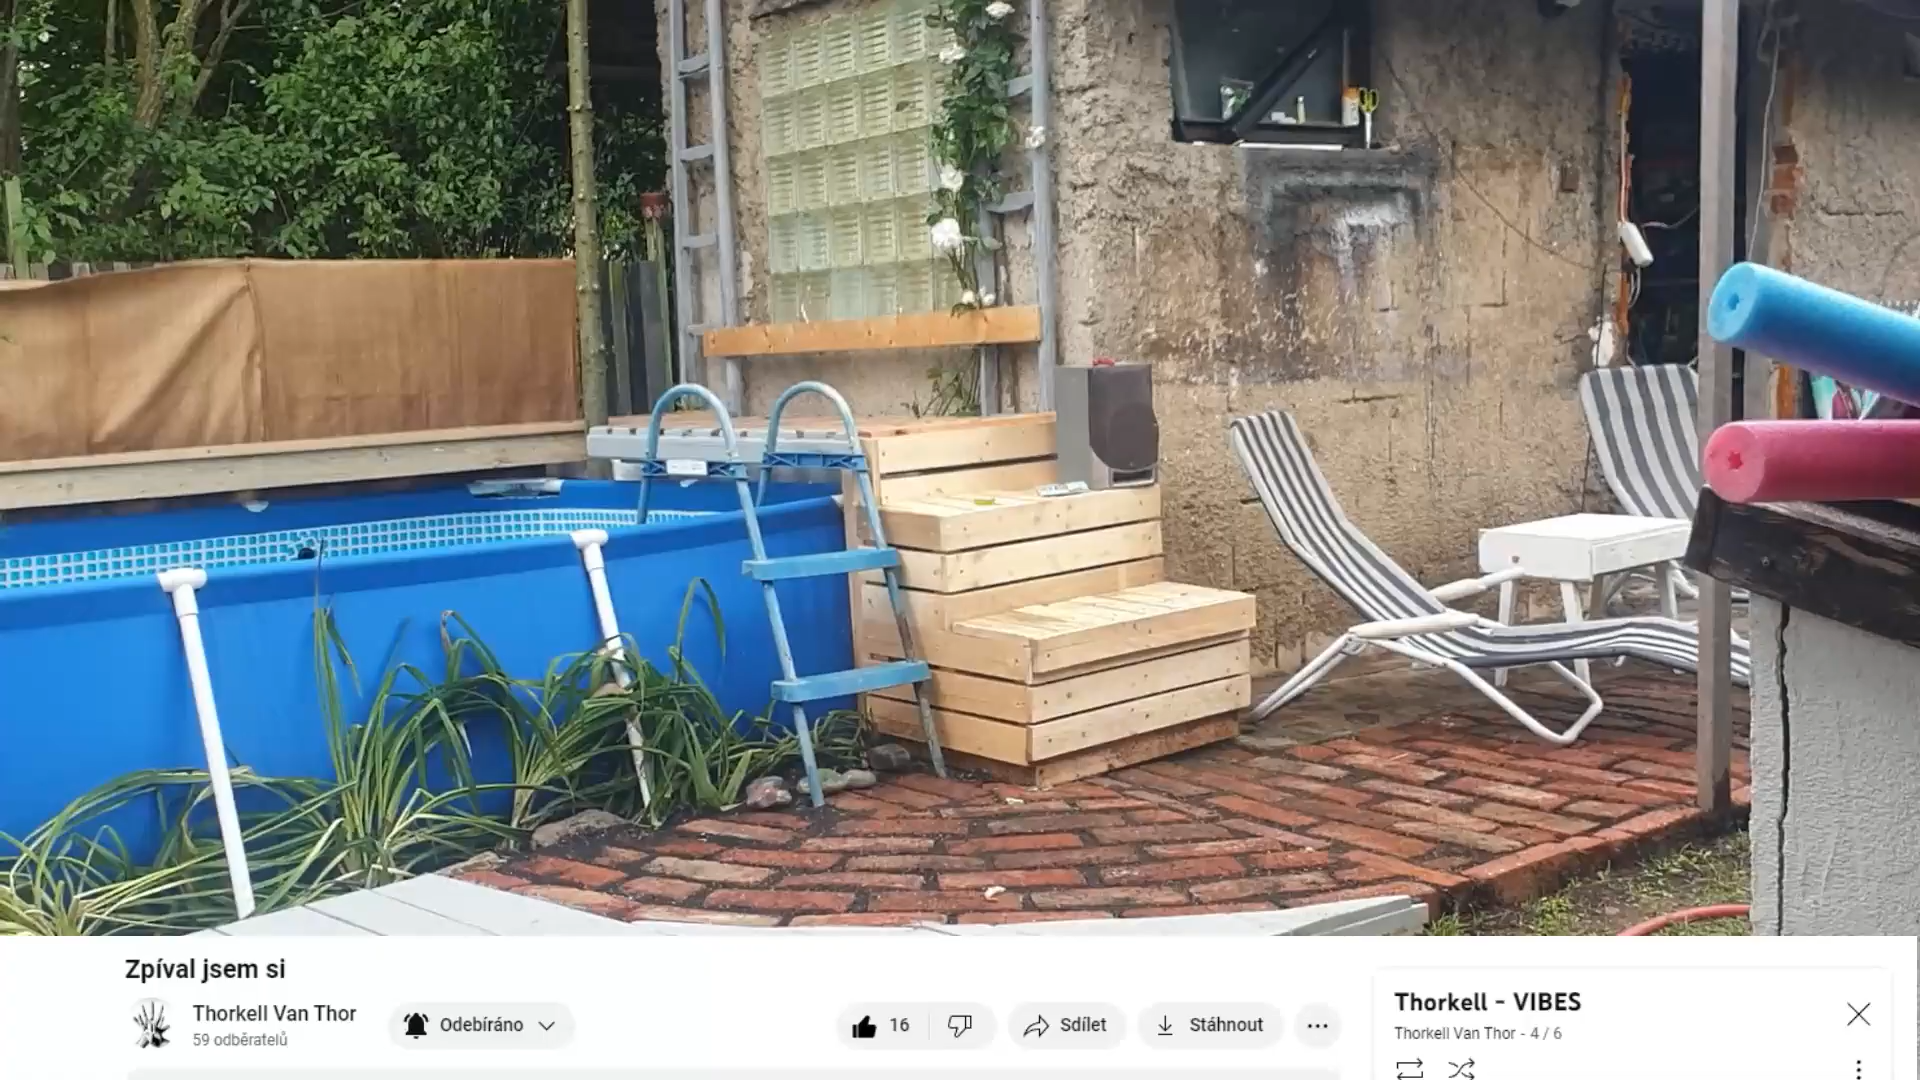 Zpíval jsem si
Thorkell Van Thor
59 odběratelů
Odebíráno
16
Sdílet
Stáhnout
Thorkell - VIBES
Thorkell Van Thor - 4 / 6